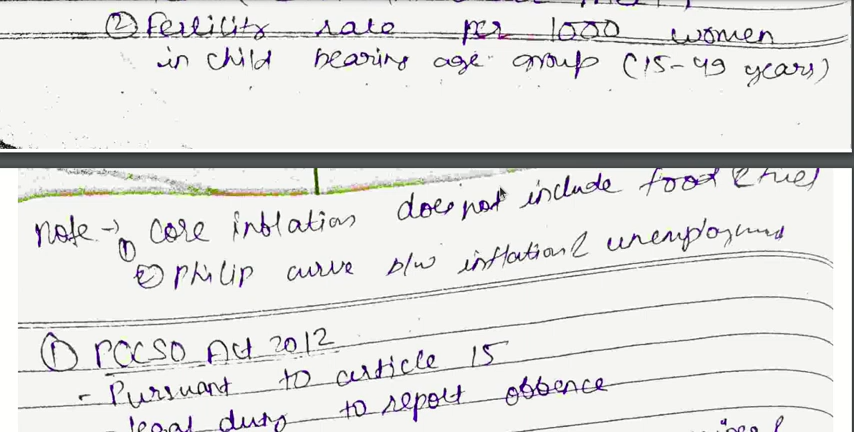 ② Fertility rate per 1000 women
in child bearing age group (15-49 years)
note → ① core inflation does not include food & fuel
② Philip curve b/w inflation & unemployment
① POCSO Act 2012
- Pursuant to article 15
- legal duty to report offence